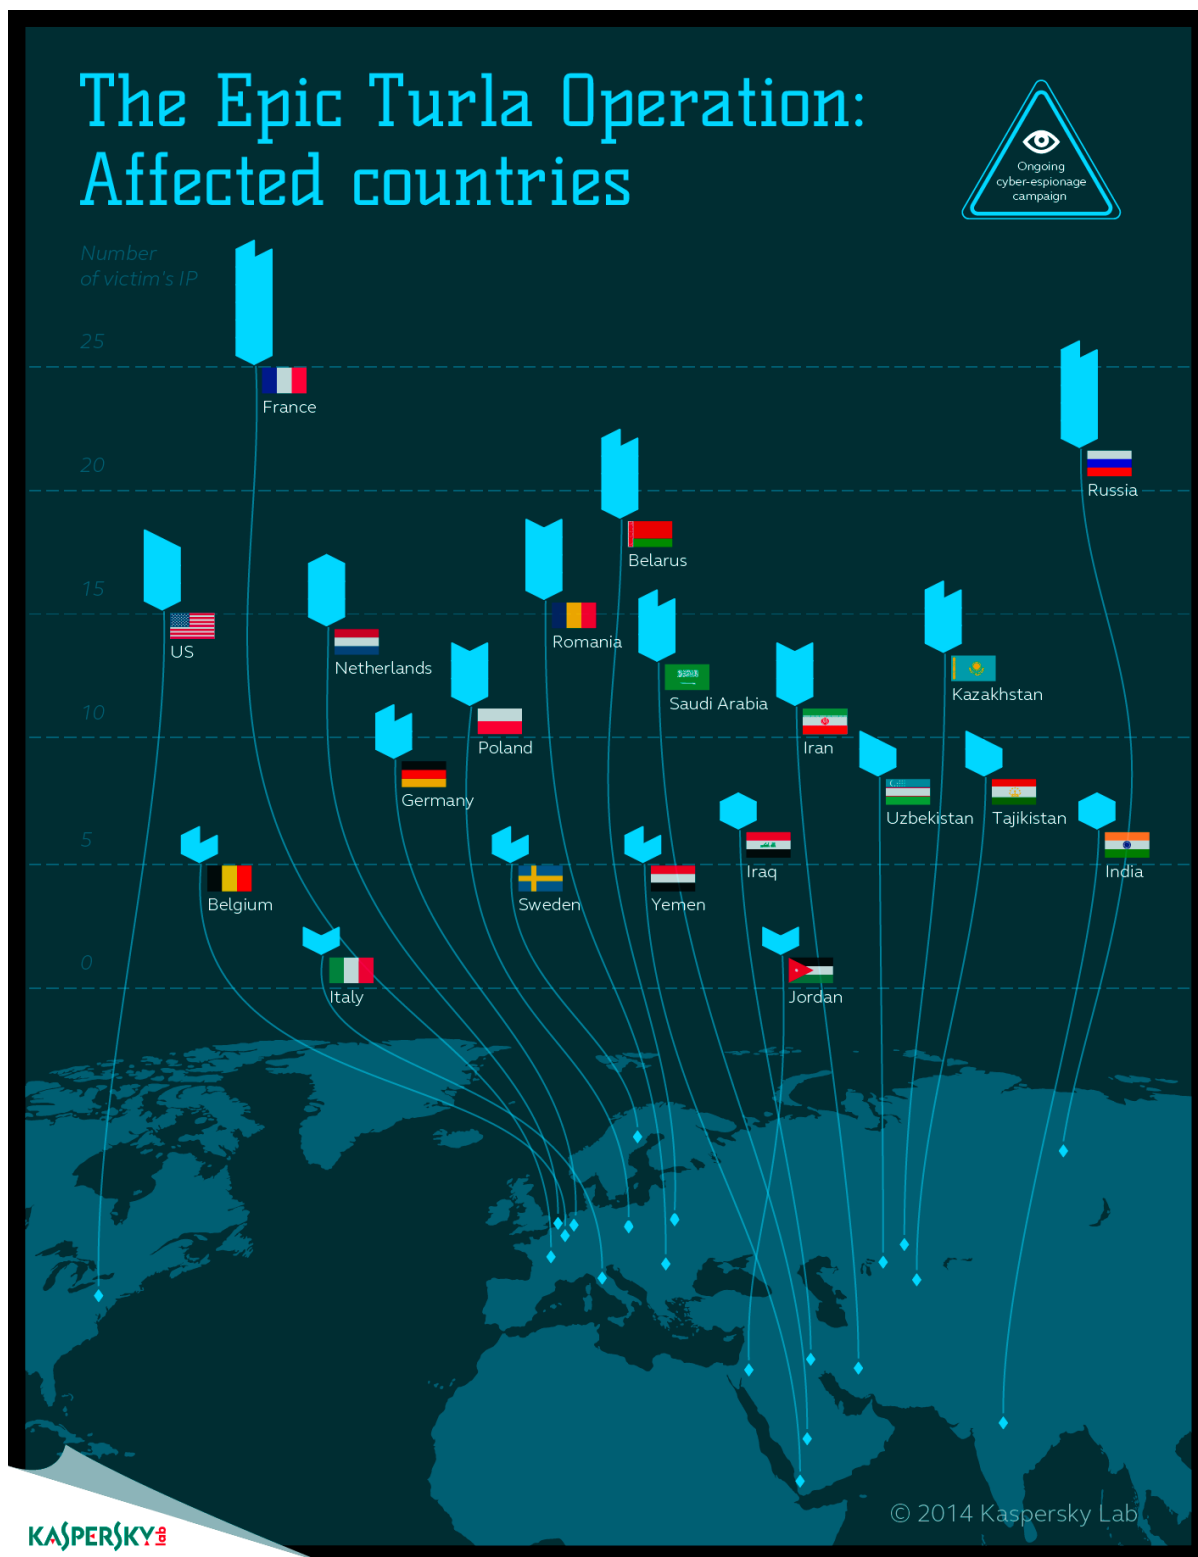 The Epic Turla Operation:
Affected countries
Ongoing
cyber-espionage
campaign
Number
of victim's IP
25
France
20
Russia
Belarus
15
US
Netherlands
Romania
Saudi Arabia
Kazakhstan
10
Poland
Iran
Germany
Uzbekistan
Tajikistan
5
Iraq
India
Belgium
Sweden
Yemen
0
Italy
Jordan
© 2014 Kaspersky Lab
KASPERSKY lab